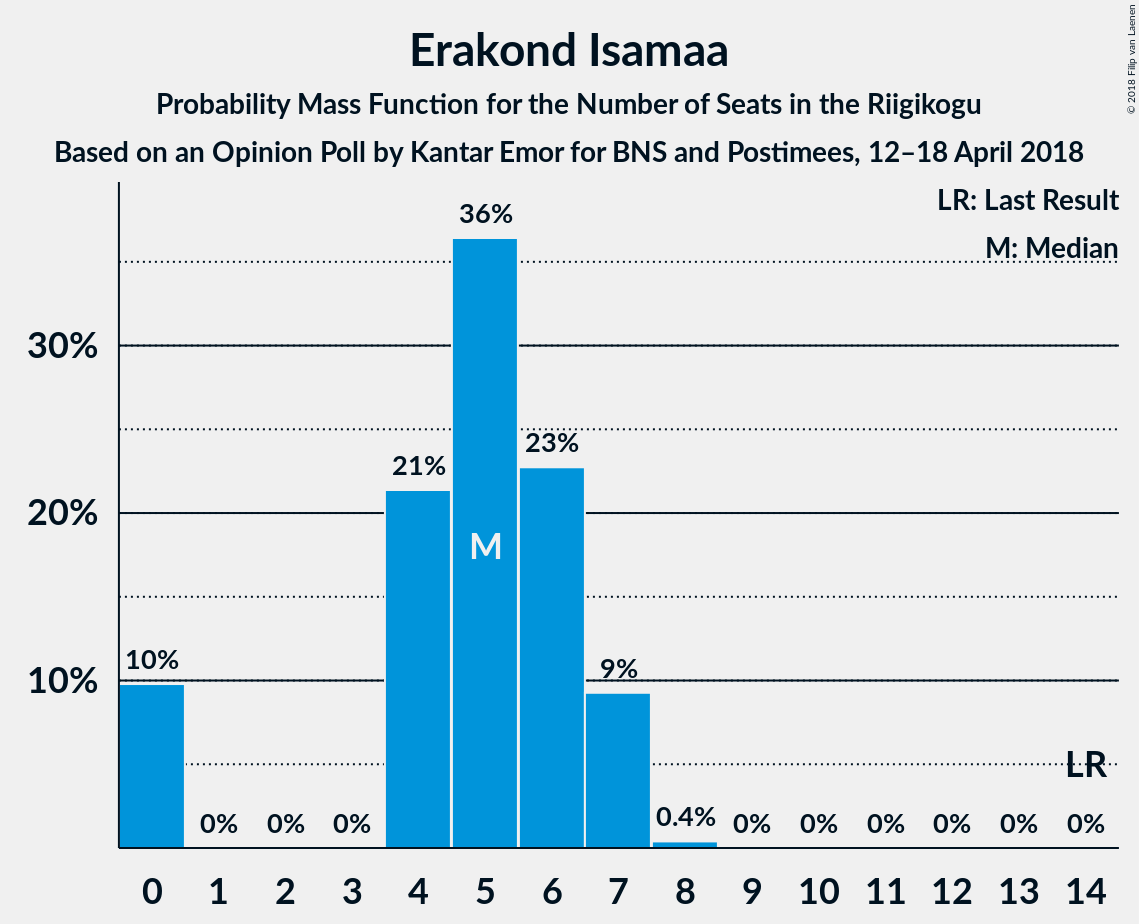 Erakond Isamaa
Probability Mass Function for the Number of Seats in the Riigikogu
Based on an Opinion Poll by Kantar Emor for BNS and Postimees, 12–18 April 2018
© 2018 Filip van Laenen
LR: Last Result
M: Median
36%
30%
23%
21%
20%
M
10%
9%
10%
LR
0%
0%
0%
0.4%
0%
0%
0%
0%
0%
0%
0 1 2 3 4 5 6 7 8 9 10 11 12 13 14